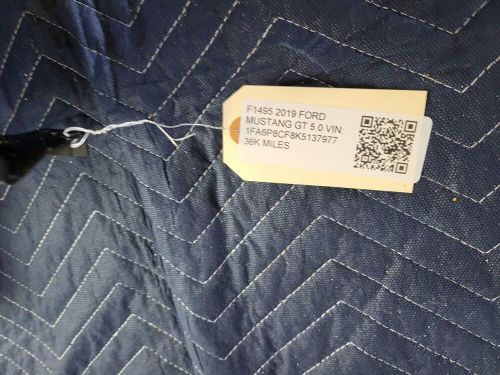 F1495 2019 FORD
MUSTANG GT 5.0 VIN:
1FA6P8CF8K5137977
36K MILES